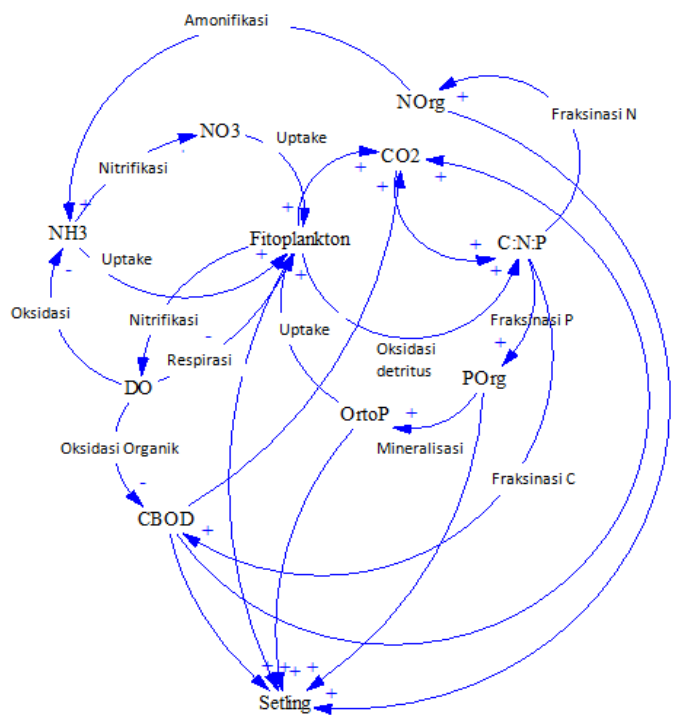 Amonifikasi
+
NOrg
+
Fraksinasi N
NO3
-
Uptake
Nitrifikasi
+
CO2
+
+
+
+
NH3
+
Fitoplankton
+
C:N:P
-
Uptake
+
+
+
Oksidasi
Nitrifikasi
-
Uptake
Fraksinasi P
Respirasi
Oksidasi
detritus
+
DO
POrg
OrtoP
+
Oksidasi Organik
Mineralisasi
-
Fraksinasi C
CBOD
+
+
+
+
+
+
Setling